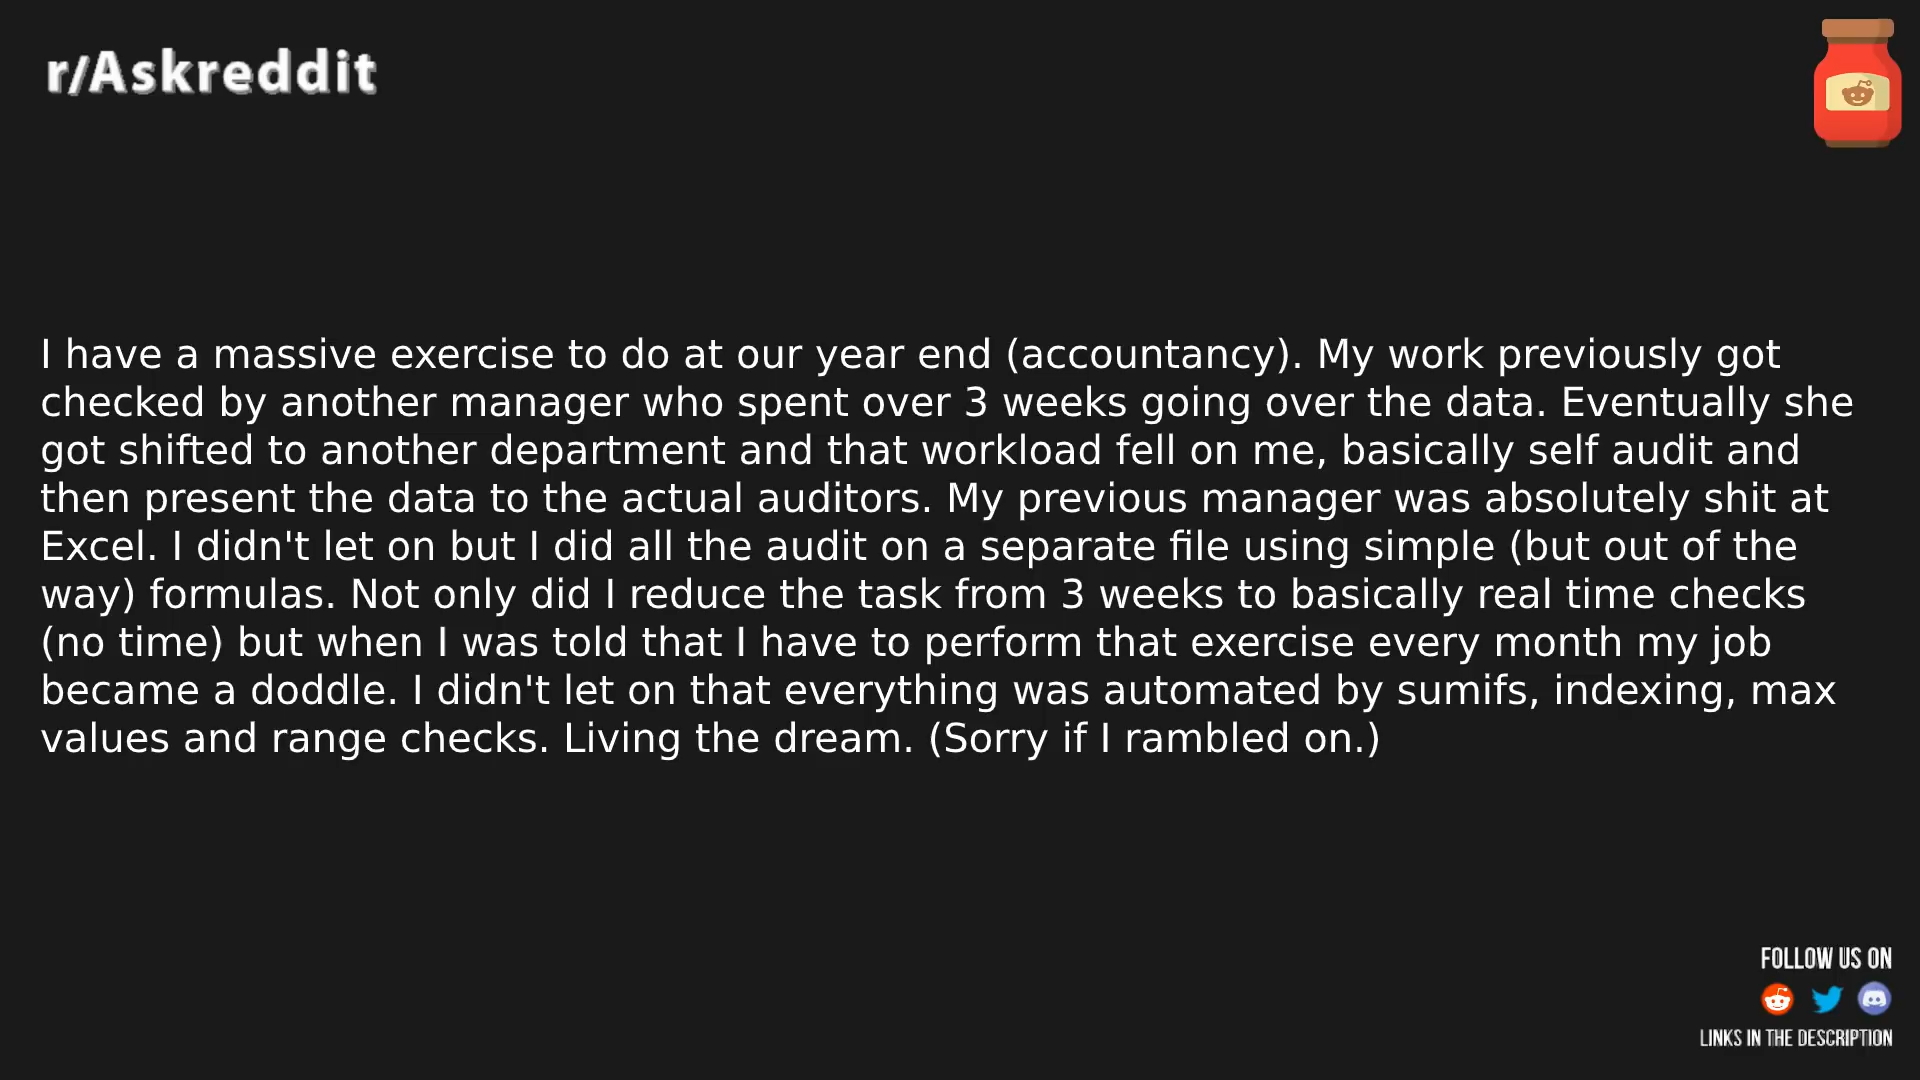 r/Askreddit
I have a massive exercise to do at our year end (accountancy). My work previously got
checked by another manager who spent over 3 weeks going over the data. Eventually she
got shifted to another department and that workload fell on me, basically self audit and
then present the data to the actual auditors. My previous manager was absolutely shit at
Excel. I didn't let on but I did all the audit on a separate file using simple (but out of the
way) formulas. Not only did I reduce the task from 3 weeks to basically real time checks
(no time) but when I was told that I have to perform that exercise every month my job
became a doddle. I didn't let on that everything was automated by sumifs, indexing, max
values and range checks. Living the dream. (Sorry if I rambled on.)
FOLLOW US ON
LINKS IN THE DESCRIPTION